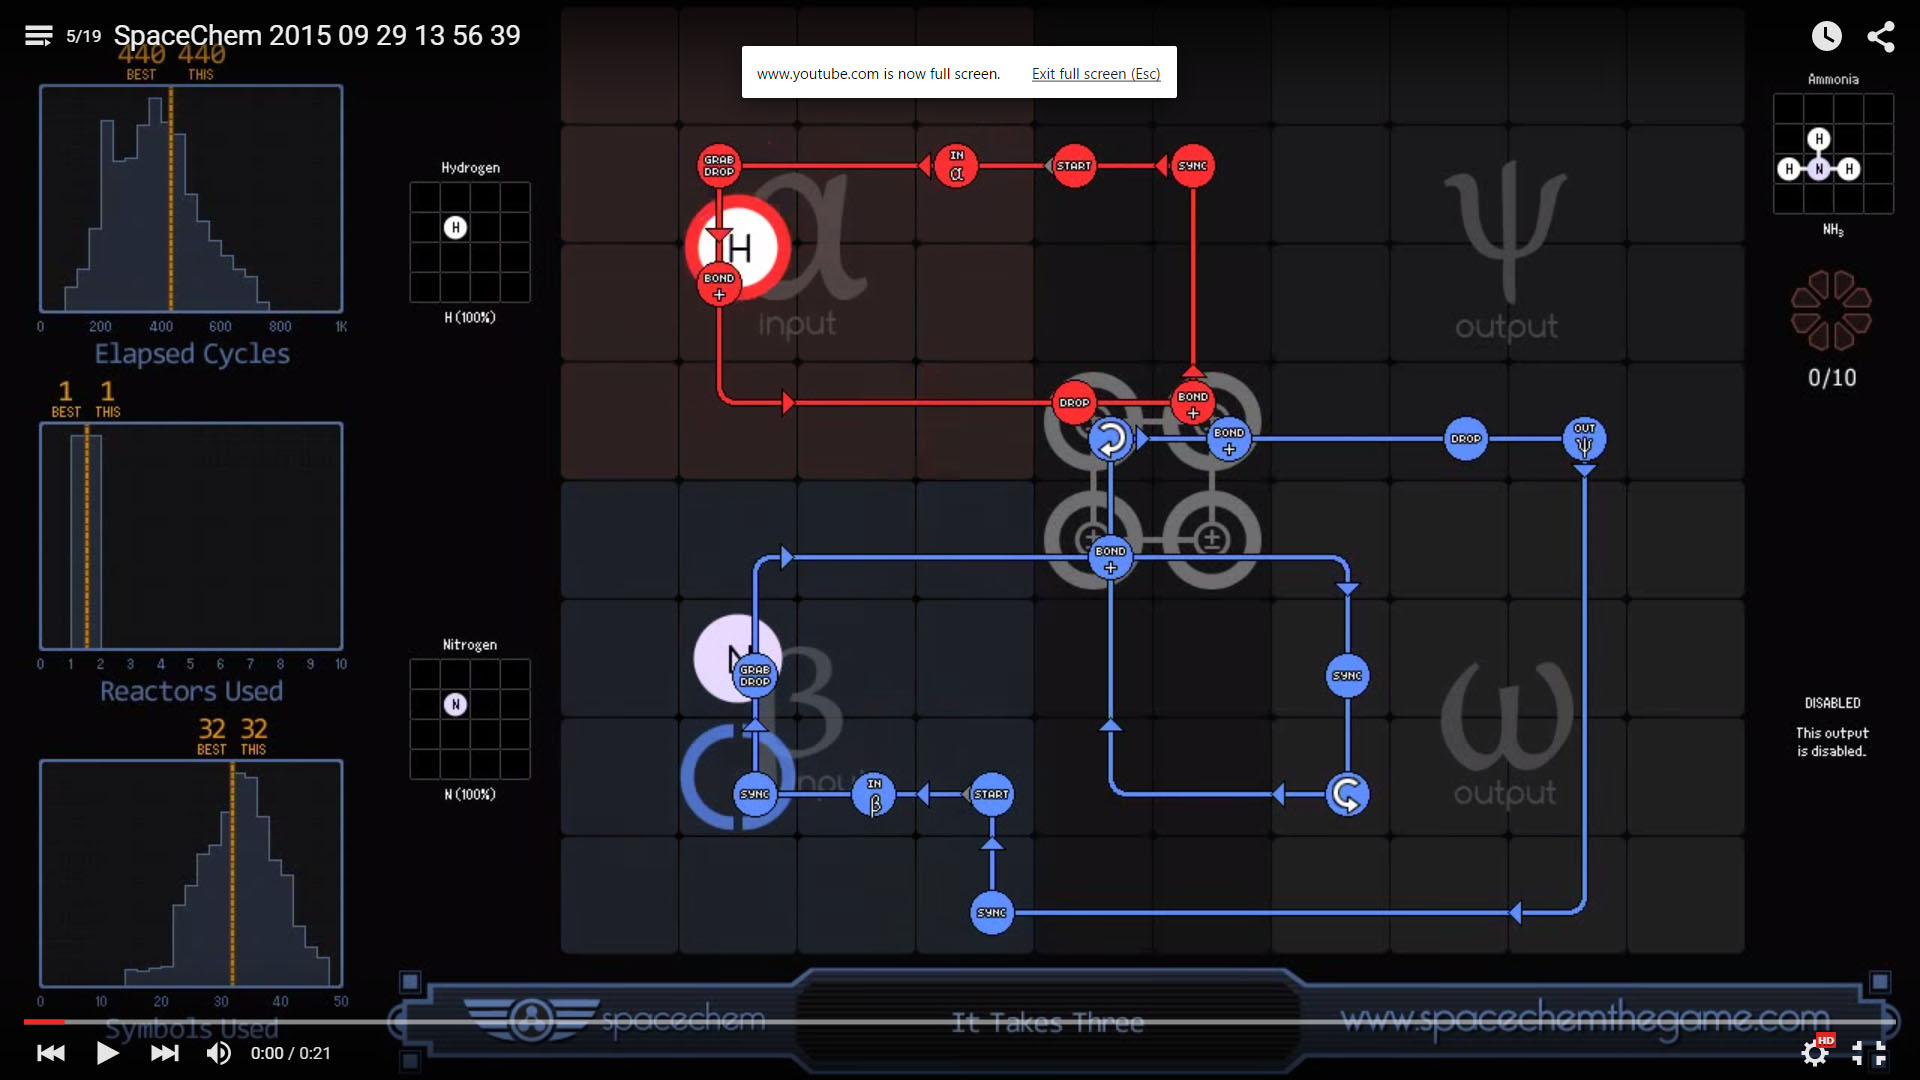 5/19 SpaceChem 2015 09 29 13 56 39
www.youtube.com is now full screen. Exit full screen (Esc)
440 440
BEST THIS
0 200 400 600 800 1K
Elapsed Cycles
1 1
BEST THIS
0 1 2 3 4 5 6 7 8 9 10
Reactors Used
32 32
BEST THIS
0 10 20 30 40 50
Symbols Used
Hydrogen
H
H (100%)
Nitrogen
N
N (100%)
GRAB DROP
IN α
START
SYNC
H
BOND +
α
input
DROP
BOND +
BOND +
DROP
OUT Ψ
ψ
output
BOND +
±
±
N
GRAB DROP
β
input
SYNC
IN β
START
SYNC
SYNC
ω
output
Ammonia
H
H N H
NH₃
0/10
DISABLED
This output
is disabled.
spacechem
It Takes Three
www.spacechemthegame.com
0:00 / 0:21
HD